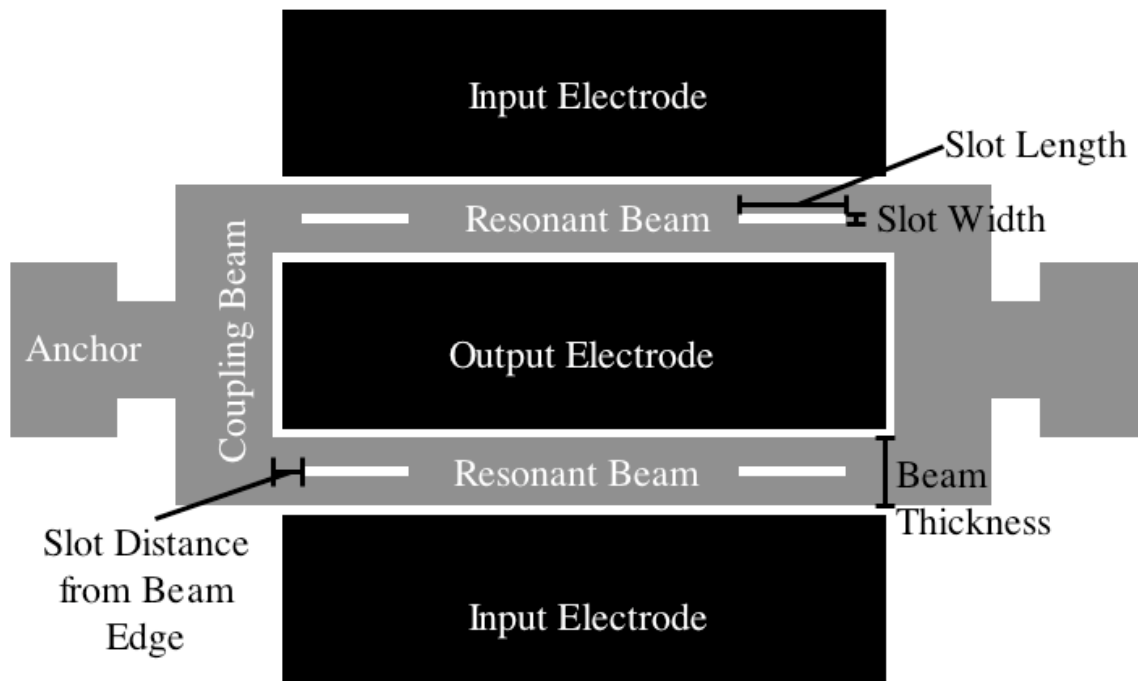 Input Electrode
Slot Length
Resonant Beam
Slot Width
Coupling Beam
Anchor
Output Electrode
Resonant Beam
Beam
Thickness
Slot Distance
from Beam
Edge
Input Electrode